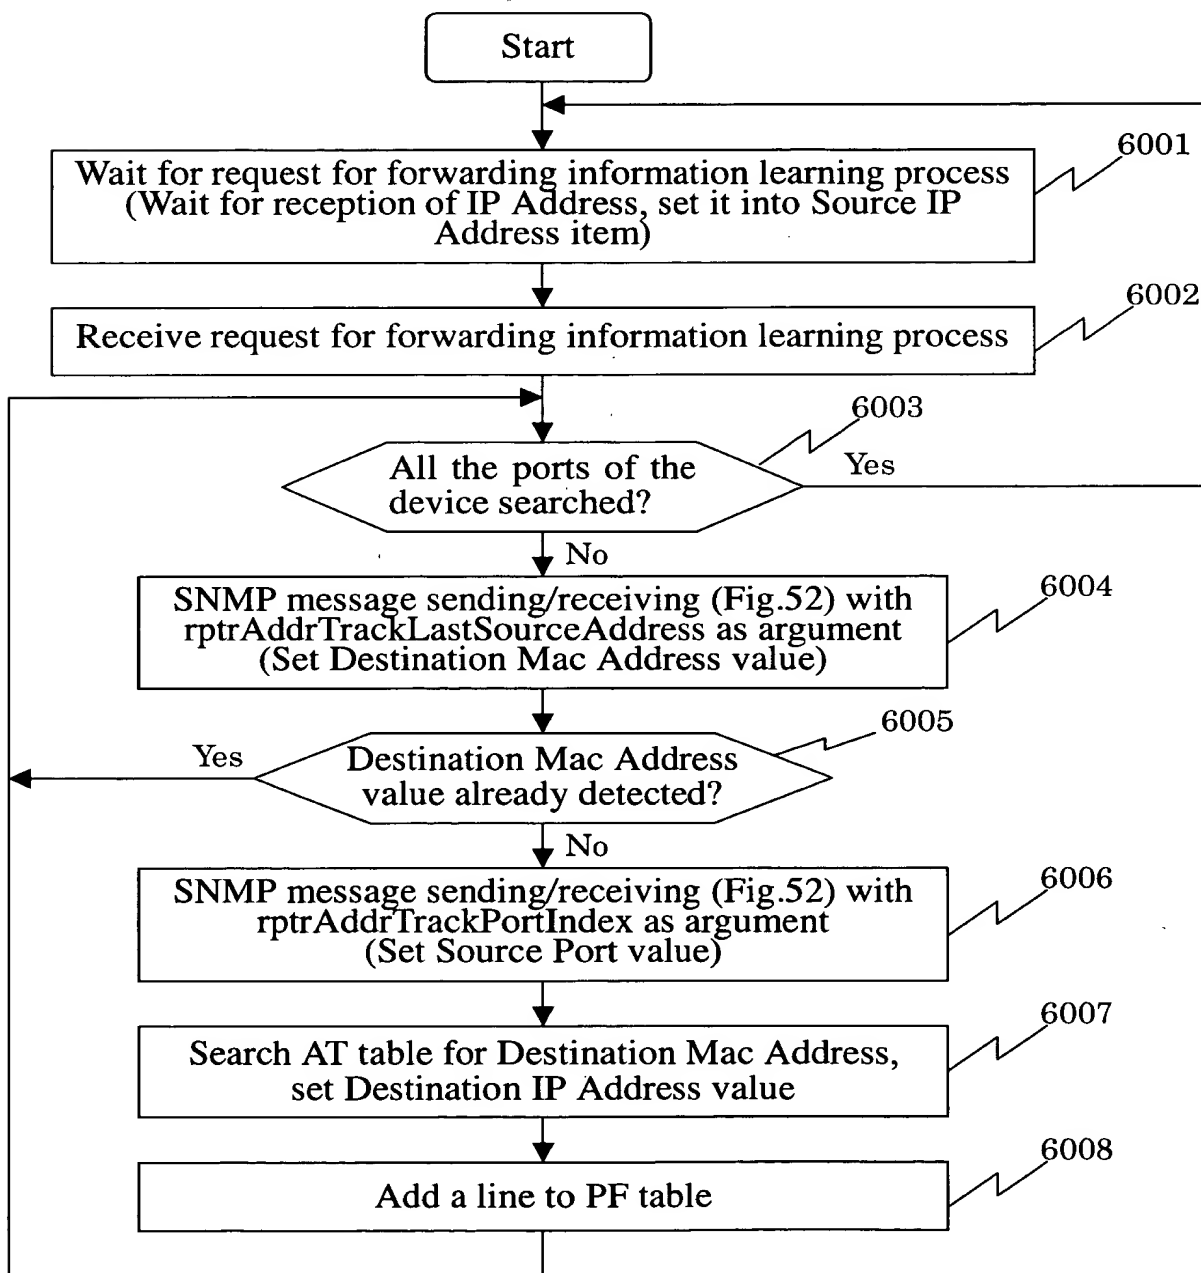 Start
6001
Wait for request for forwarding information learning process
(Wait for reception of IP Address, set it into Source IP
Address item)
6002
Receive request for forwarding information learning process
6003
All the ports of the
device searched?
Yes
No
6004
SNMP message sending/receiving (Fig.52) with
rptrAddrTrackLastSourceAddress as argument
(Set Destination Mac Address value)
6005
Yes
Destination Mac Address
value already detected?
No
6006
SNMP message sending/receiving (Fig.52) with
rptrAddrTrackPortIndex as argument
(Set Source Port value)
6007
Search AT table for Destination Mac Address,
set Destination IP Address value
6008
Add a line to PF table